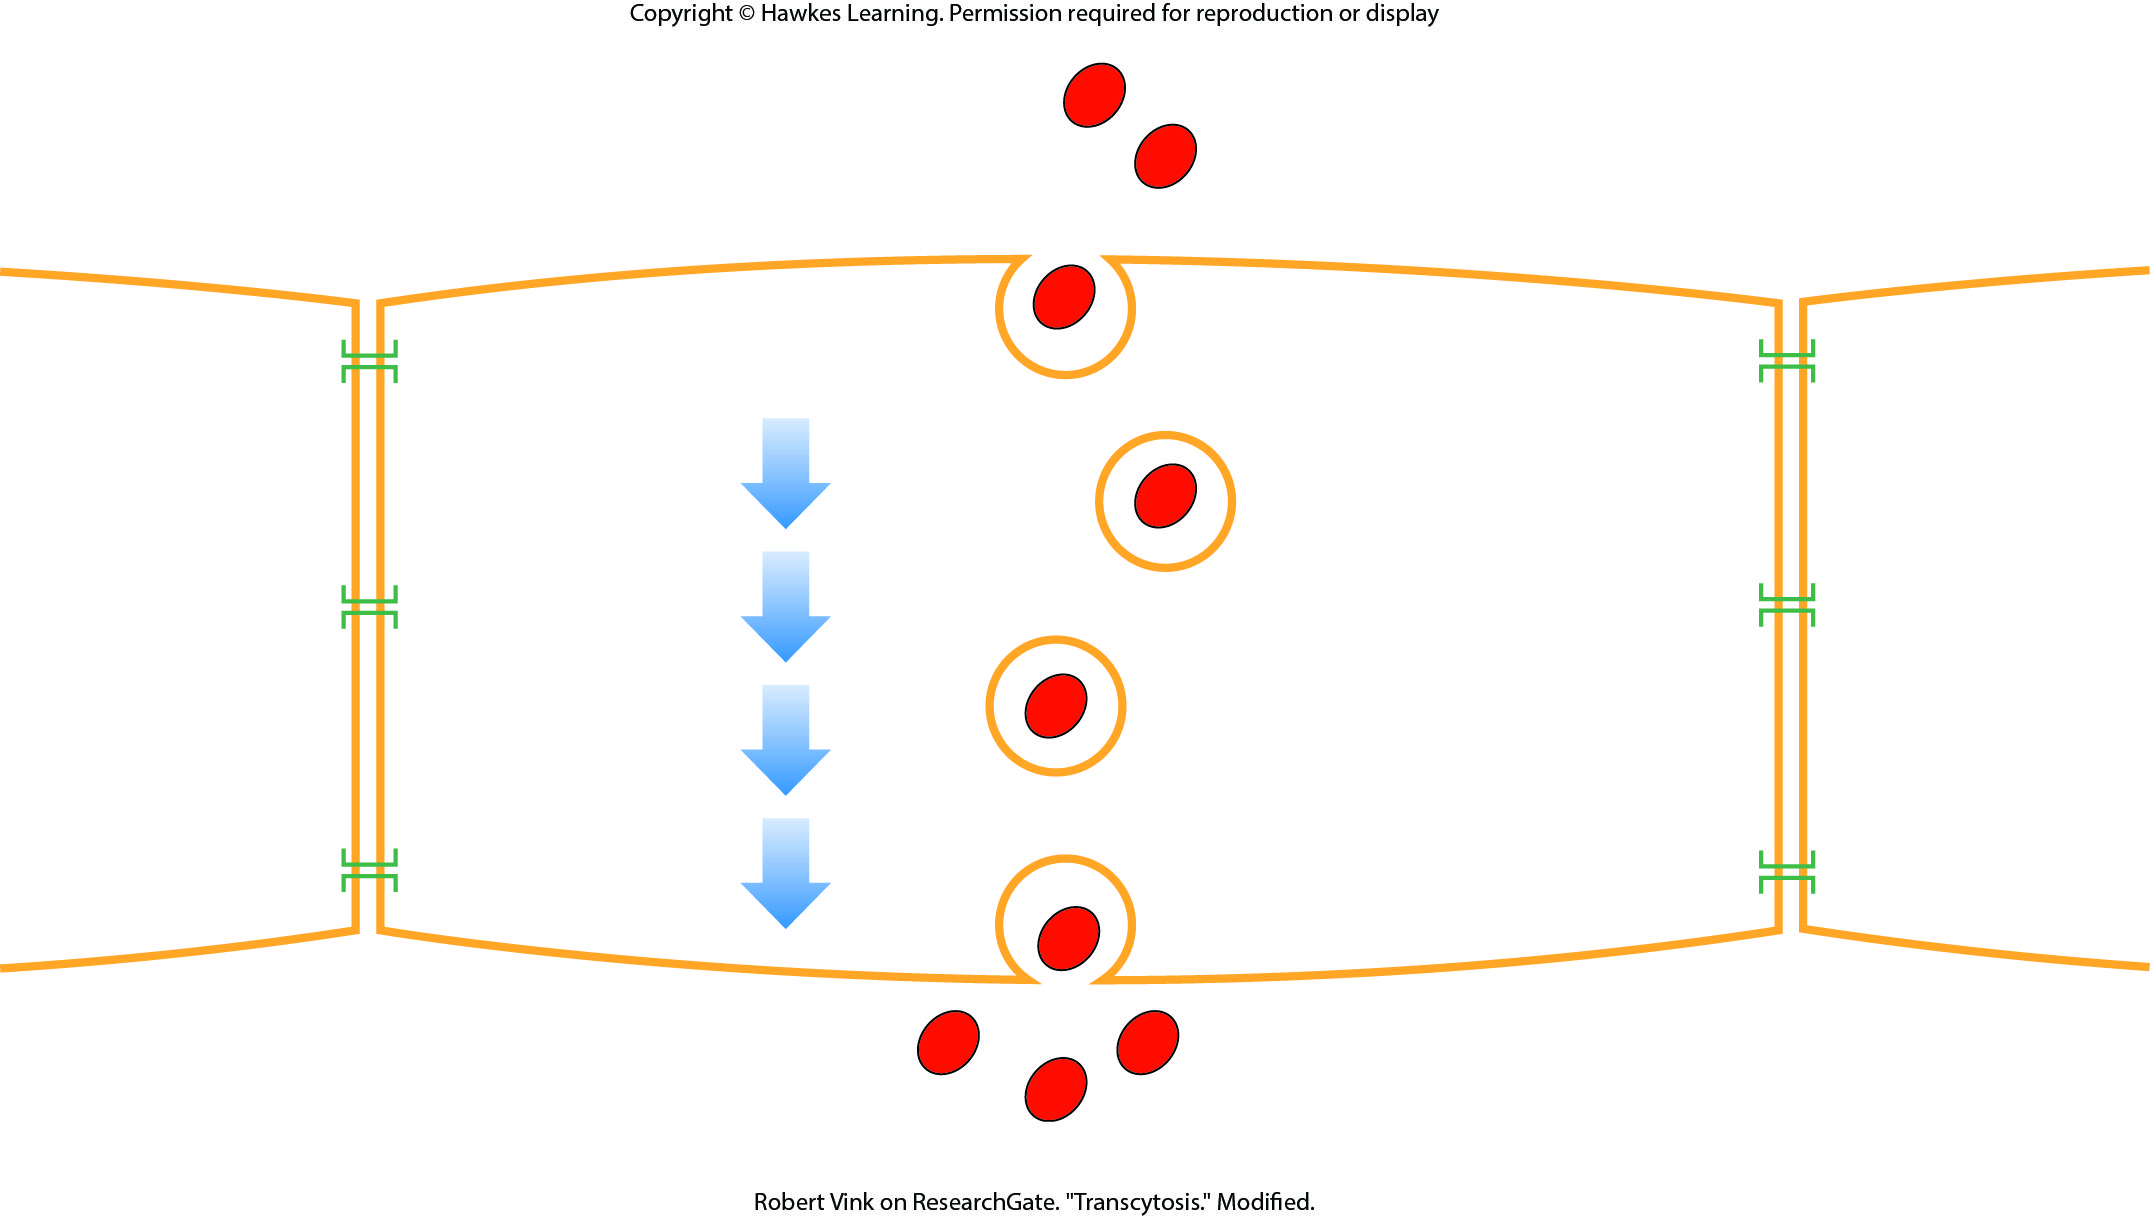 Copyright © Hawkes Learning. Permission required for reproduction or display
Robert Vink on ResearchGate. "Transcytosis." Modified.